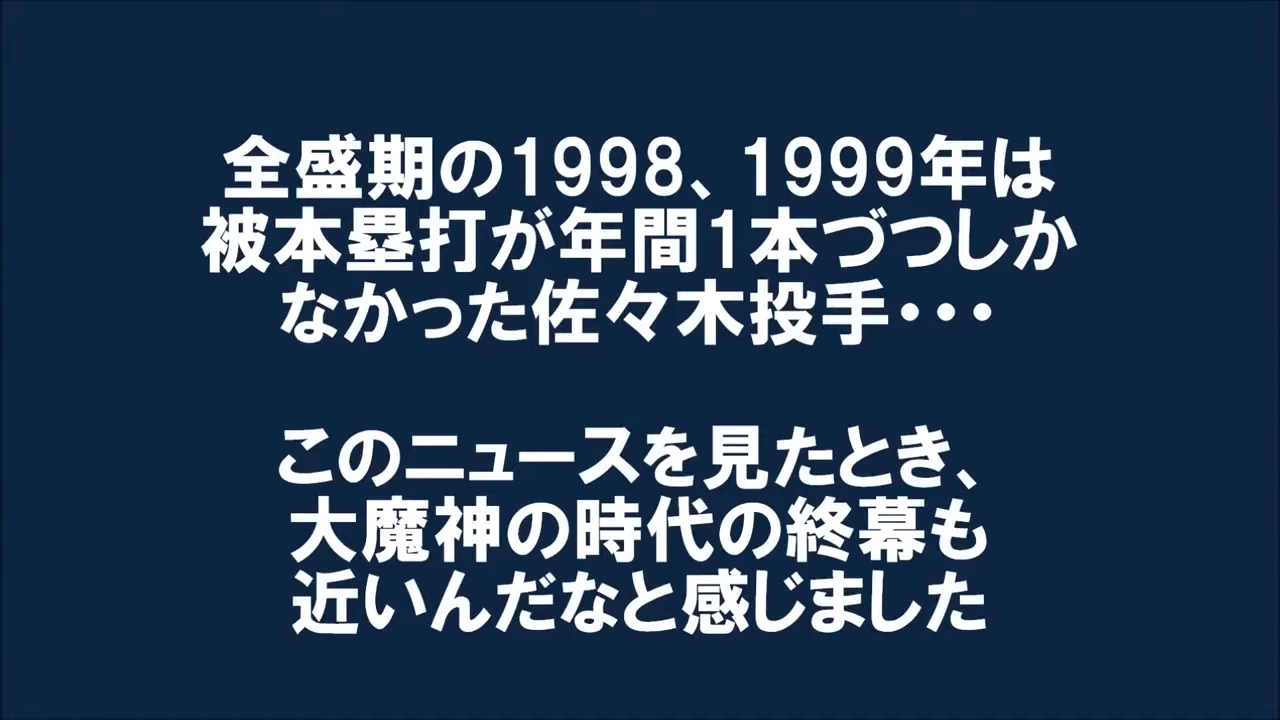 全盛期の1998、1999年は
被本塁打が年間1本づつしか
なかった佐々木投手・・・
このニュースを見たとき、
大魔神の時代の終幕も
近いんだなと感じました